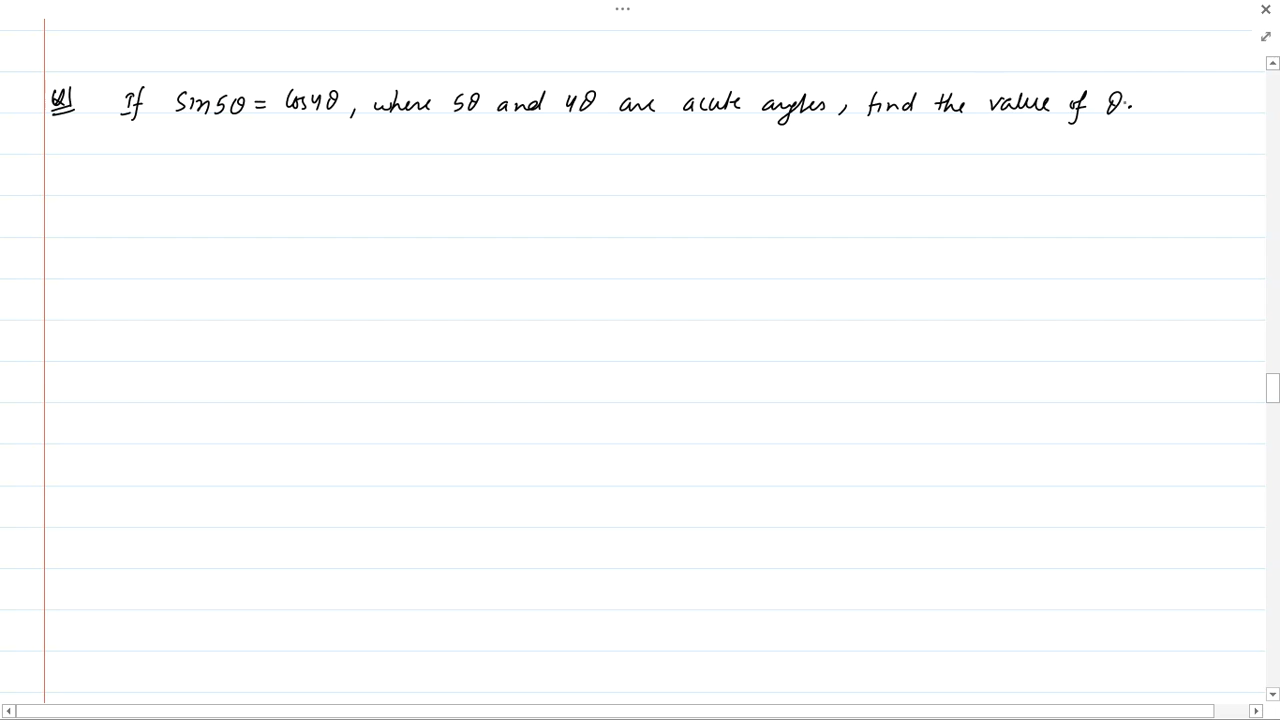 Q1 If Sin5θ = Cos4θ, where 5θ and 4θ are acute angles, find the value of θ.